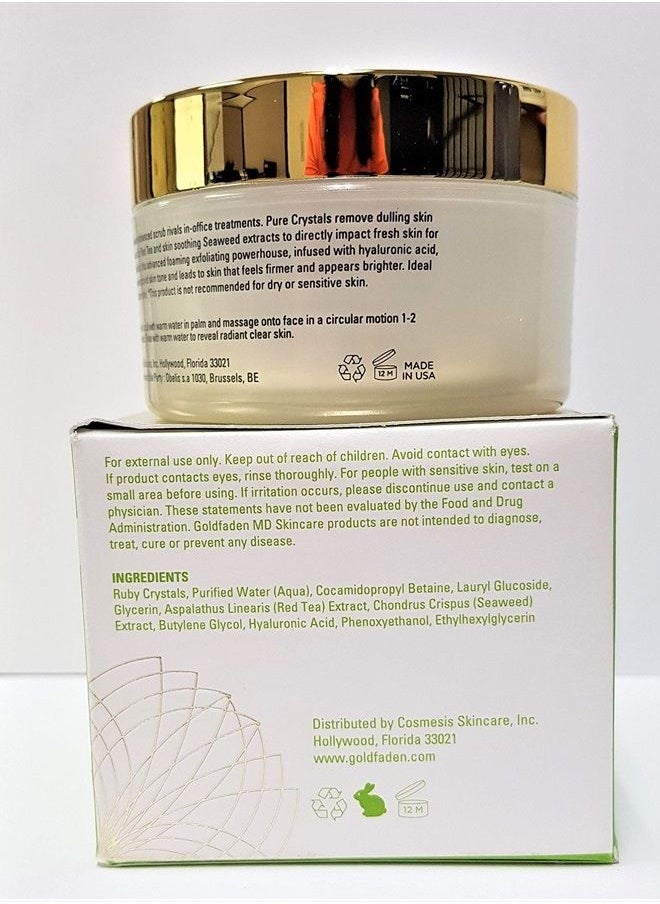 scrub rivals in-office treatments. Pure Crystals remove dulling skin
Tea and skin soothing Seaweed extracts to directly impact fresh skin for
advanced foaming exfoliating powerhouse, infused with hyaluronic acid,
skin tone and leads to skin that feels firmer and appears brighter. Ideal
*This product is not recommended for dry or sensitive skin.
with warm water in palm and massage onto face in a circular motion 1-2
with warm water to reveal radiant clear skin.
Inc. Hollywood, Florida 33021
Party : Obelis s.a 1030, Brussels, BE
12 M
MADE
IN USA
For external use only. Keep out of reach of children. Avoid contact with eyes.
If product contacts eyes, rinse thoroughly. For people with sensitive skin, test on a
small area before using. If irritation occurs, please discontinue use and contact a
physician. These statements have not been evaluated by the Food and Drug
Administration. Goldfaden MD Skincare products are not intended to diagnose,
treat, cure or prevent any disease.
INGREDIENTS
Ruby Crystals, Purified Water (Aqua), Cocamidopropyl Betaine, Lauryl Glucoside,
Glycerin, Aspalathus Linearis (Red Tea) Extract, Chondrus Crispus (Seaweed)
Extract, Butylene Glycol, Hyaluronic Acid, Phenoxyethanol, Ethylhexylglycerin
Distributed by Cosmesis Skincare, Inc.
Hollywood, Florida 33021
www.goldfaden.com
12 M